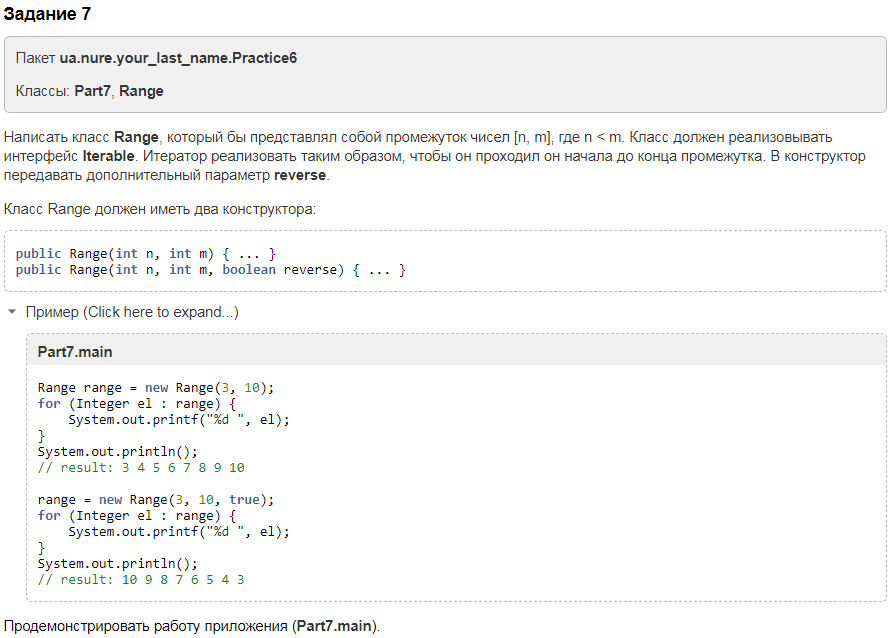 Задание 7
Пакет ua.nure.your_last_name.Practice6
Классы: Part7, Range
Написать класс Range, который бы представлял собой промежуток чисел [n, m], где n < m. Класс должен реализовывать
интерфейс Iterable. Итератор реализовать таким образом, чтобы он проходил он начала до конца промежутка. В конструктор
передавать дополнительный параметр reverse.
Класс Range должен иметь два конструктора:
public Range(int n, int m) { ... }
public Range(int n, int m, boolean reverse) { ... }
Пример (Click here to expand...)
Part7.main
Range range = new Range(3, 10);
for (Integer el : range) {
    System.out.printf("%d ", el);
}
System.out.println();
// result: 3 4 5 6 7 8 9 10
range = new Range(3, 10, true);
for (Integer el : range) {
    System.out.printf("%d ", el);
}
System.out.println();
// result: 10 9 8 7 6 5 4 3
Продемонстрировать работу приложения (Part7.main).